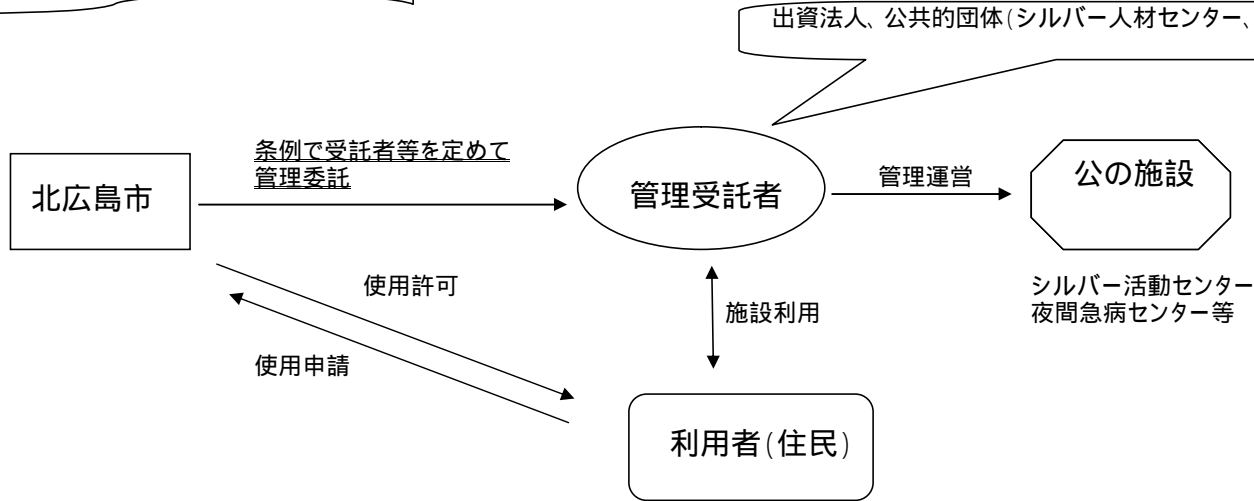 出資法人、公共的団体(シルバー人材センター、
条例で受託者等を定めて
管理委託
北広島市
管理受託者
管理運営
公の施設
使用許可
施設利用
シルバー活動センター
夜間急病センター等
使用申請
利用者(住民)